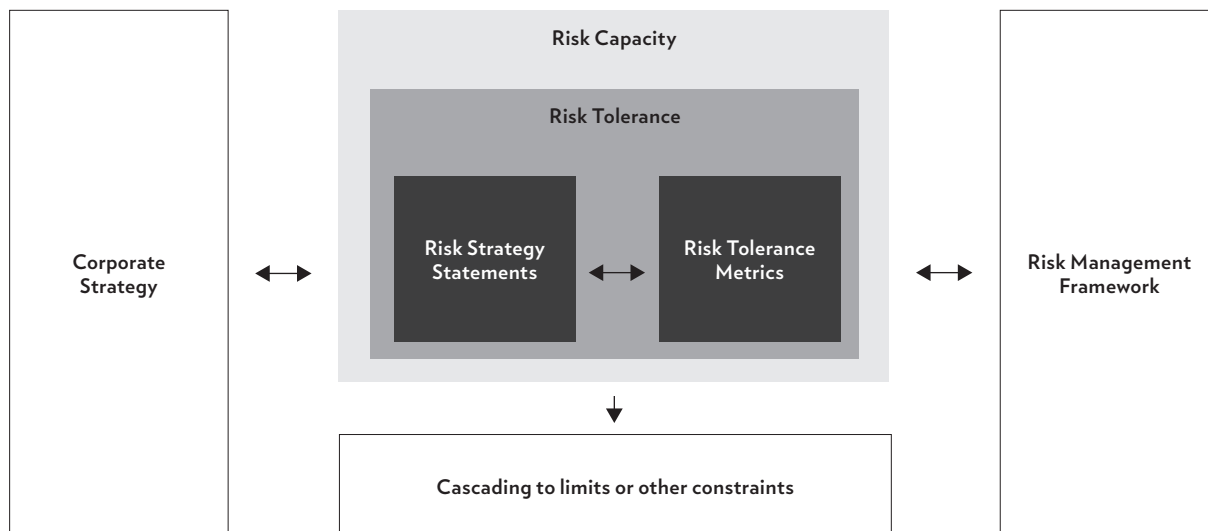 Risk Capacity
Risk Tolerance
Corporate
Strategy
Risk Strategy
Statements
Risk Tolerance
Metrics
Risk Management
Framework
Cascading to limits or other constraints